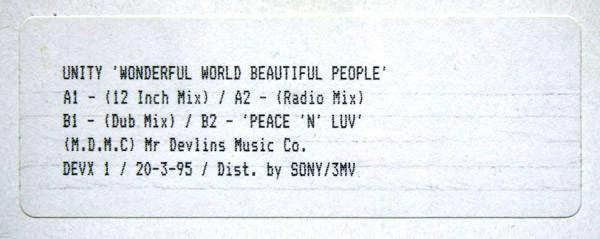 UNITY 'WONDERFUL WORLD BEAUTIFUL PEOPLE'
A1 - (12 Inch Mix) / A2 - (Radio Mix)
B1 - (Dub Mix) / B2 - 'PEACE 'N' LUV'
(M.D.M.C) Mr Devlins Music Co.
DEVX 1 / 20-3-95 / Dist. by SONY/3MV